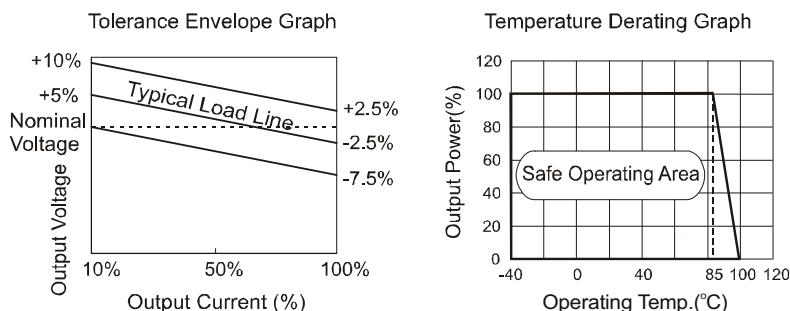 Tolerance Envelope Graph
+10%
+5%
Nominal
Voltage
Typical Load Line
+2.5%
-2.5%
-7.5%
Output Voltage
10%
50%
100%
Output Current (%)
Temperature Derating Graph
120
100
80
60
40
20
0
Output Power(%)
Safe Operating Area
-40
0
40
85
100
120
Operating Temp.(°C)